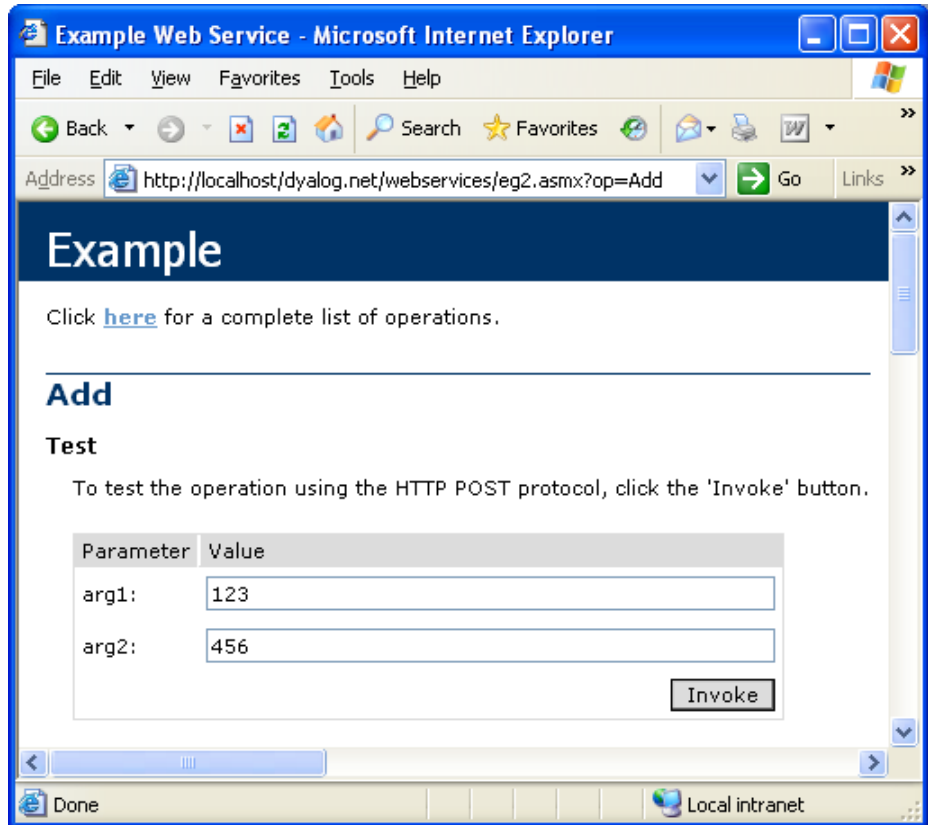 Example Web Service - Microsoft Internet Explorer
File Edit View Favorites Tools Help
Back Search Favorites »
Address http://localhost/dyalog.net/webservices/eg2.asmx?op=Add Go Links »
Example
Click here for a complete list of operations.
Add
Test
To test the operation using the HTTP POST protocol, click the 'Invoke' button.
Parameter Value
arg1: 123
arg2: 456
Invoke
Done Local intranet